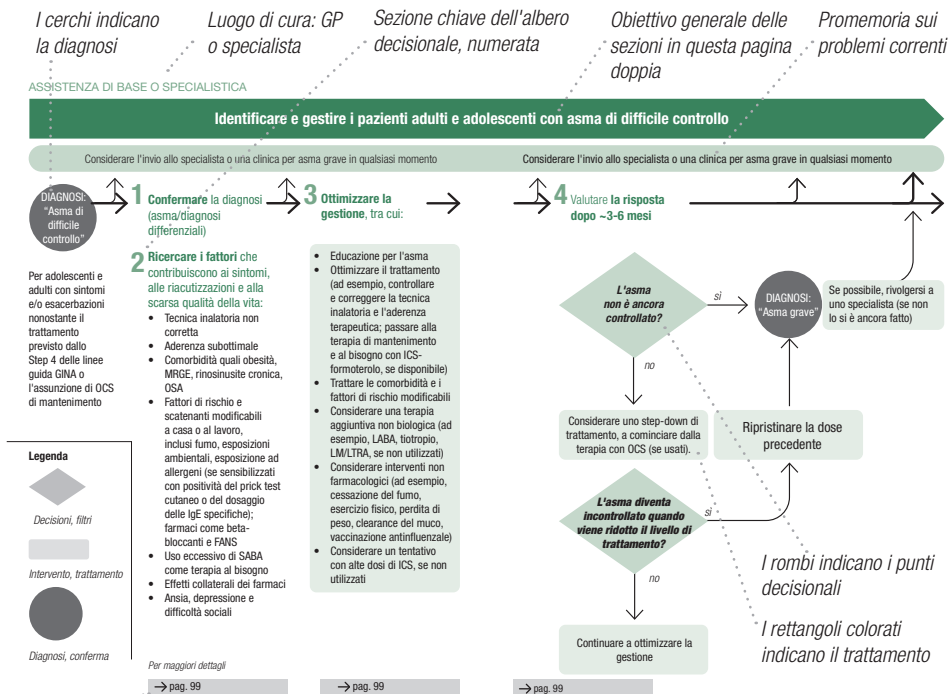 I cerchi indicano
la diagnosi
Luogo di cura: GP
o specialista
Sezione chiave dell'albero
decisionale, numerata
Obiettivo generale delle
sezioni in questa pagina
doppia
Promemoria sui
problemi correnti
ASSISTENZA DI BASE O SPECIALISTICA
Identificare e gestire i pazienti adulti e adolescenti con asma di difficile controllo
Considerare l'invio allo specialista o una clinica per asma grave in qualsiasi momento
Considerare l'invio allo specialista o una clinica per asma grave in qualsiasi momento
DIAGNOSI:
"Asma di
difficile
controllo"
Per adolescenti e
adulti con sintomi
e/o esacerbazioni
nonostante il
trattamento
previsto dallo
Step 4 delle linee
guida GINA o
l'assunzione di OCS
di mantenimento
1 Confermare la diagnosi
(asma/diagnosi
differenziali)
2 Ricercare i fattori che
contribuiscono ai sintomi,
alle riacutizzazioni e alla
scarsa qualità della vita:
• Tecnica inalatoria non
corretta
• Aderenza subottimale
• Comorbidità quali obesità,
MRGE, rinosinusite cronica,
OSA
• Fattori di rischio e
scatenanti modificabili
a casa o al lavoro,
inclusi fumo, esposizioni
ambientali, esposizione ad
allergeni (se sensibilizzati
con positività del prick test
cutaneo o del dosaggio
delle IgE specifiche);
farmaci come beta-
bloccanti e FANS
• Uso eccessivo di SABA
come terapia al bisogno
• Effetti collaterali dei farmaci
• Ansia, depressione e
difficoltà sociali
Per maggiori dettagli
→ pag. 99
3 Ottimizzare la
gestione, tra cui:
• Educazione per l'asma
• Ottimizzare il trattamento
(ad esempio, controllare
e correggere la tecnica
inalatoria e l'aderenza
terapeutica; passare alla
terapia di mantenimento
e al bisogno con ICS-
formoterolo, se disponibile)
• Trattare le comorbidità e i
fattori di rischio modificabili
• Considerare una terapia
aggiuntiva non biologica (ad
esempio, LABA, tiotropio,
LM/LTRA, se non utilizzati)
• Considerare interventi non
farmacologici (ad esempio,
cessazione del fumo,
esercizio fisico, perdita di
peso, clearance del muco,
vaccinazione antinfluenzale)
• Considerare un tentativo
con alte dosi di ICS, se non
utilizzati
→ pag. 99
4 Valutare la risposta
dopo ~3-6 mesi
L'asma
non è ancora
controllato?
sì
DIAGNOSI:
"Asma grave"
Se possibile, rivolgersi a
uno specialista (se non
lo si è ancora fatto)
no
Considerare uno step-down di
trattamento, a cominciare dalla
terapia con OCS (se usati).
Ripristinare la dose
precedente
L'asma diventa
incontrollato quando
viene ridotto il livello di
trattamento?
sì
no
Continuare a ottimizzare la
gestione
→ pag. 99
I rombi indicano i punti
decisionali
I rettangoli colorati
indicano il trattamento
Legenda
Decisioni, filtri
Intervento, trattamento
Diagnosi, conferma